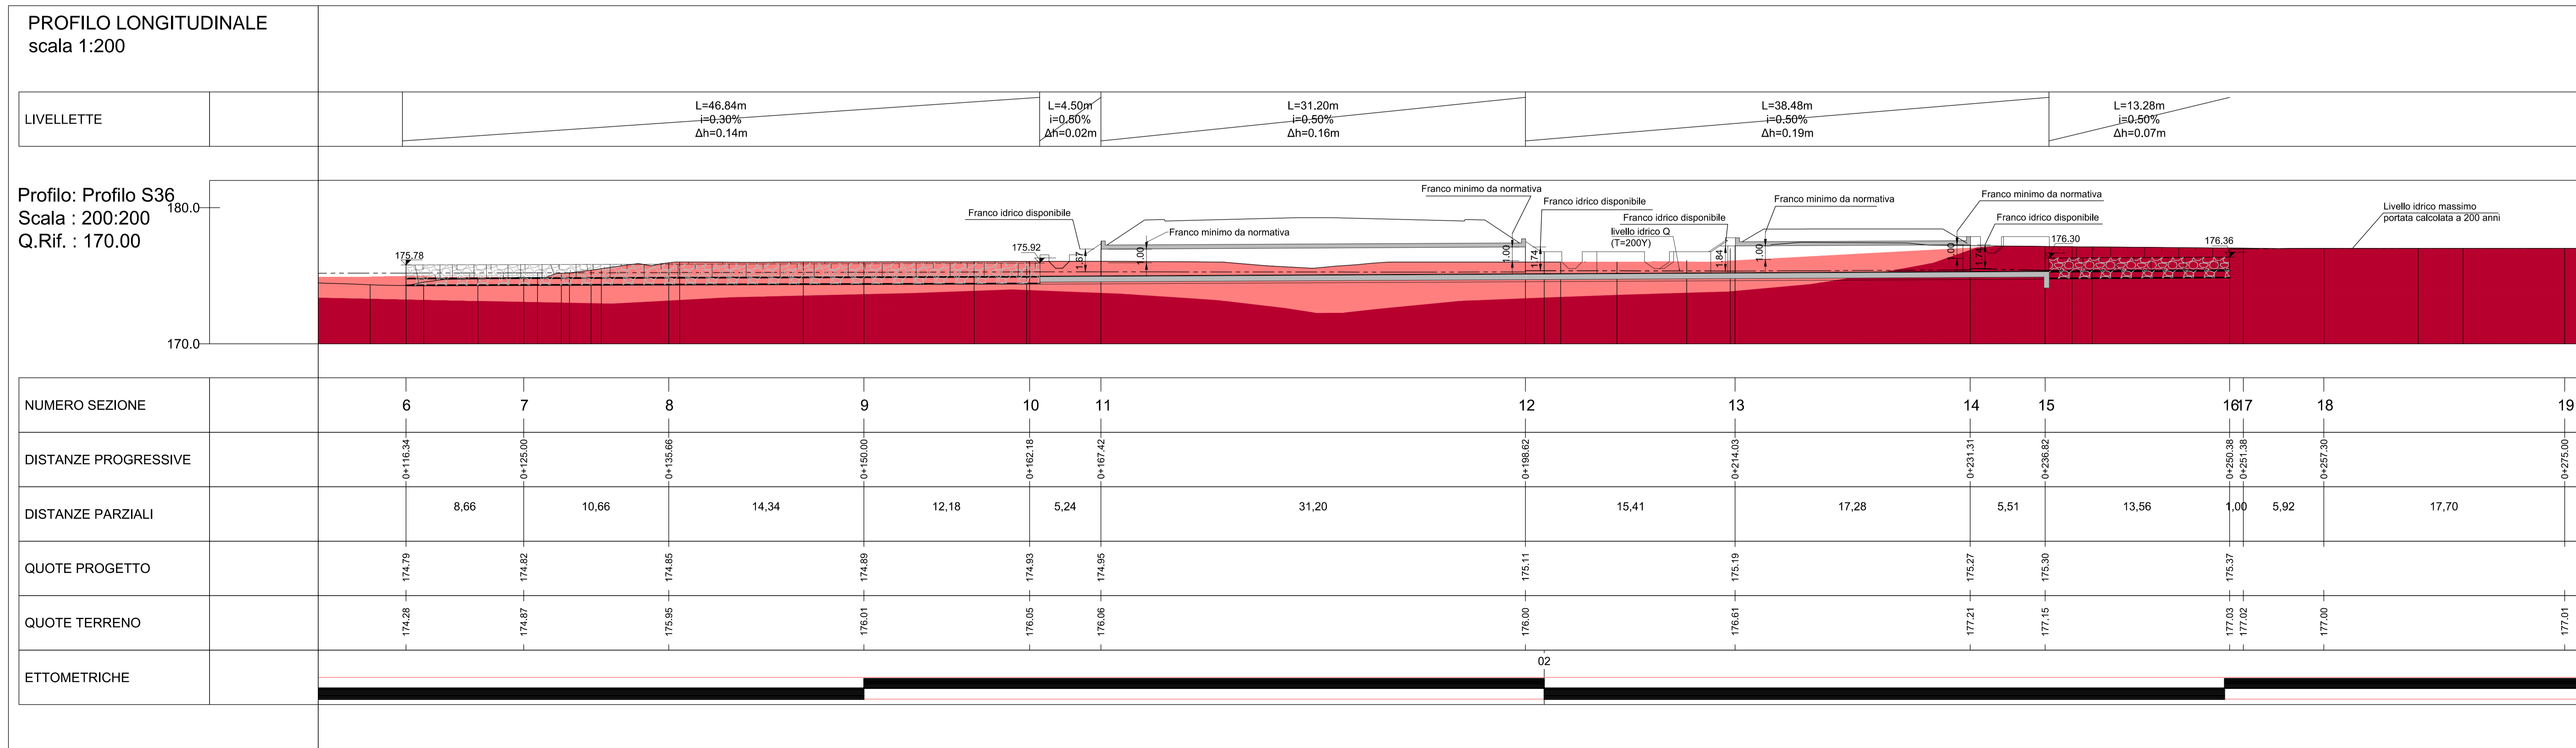 PROFILO LONGITUDINALE
scala 1:200
LIVELLETTE
L=46.84m
i=0.30%
Δh=0.14m
L=4.50m
i=0.50%
Δh=0.02m
L=31.20m
i=0.50%
Δh=0.16m
L=38.48m
i=0.50%
Δh=0.19m
L=13.28m
i=0.50%
Δh=0.07m
Profilo: Profilo S36
Scala : 200:200
Q.Rif. : 170.00
180.0
170.0
175.78
175.92
Franco idrico disponibile
1.67
Franco minimo da normativa
1.00
Franco minimo da normativa
1.00
Franco idrico disponibile
1.74
Franco idrico disponibile
livello idrico Q
(T=200Y)
1.84
Franco minimo da normativa
1.00
Franco minimo da normativa
1.00
Franco idrico disponibile
1.74
176.30
176.36
Livello idrico massimo
portata calcolata a 200 anni
NUMERO SEZIONE
6 7 8 9 10 11 12 13 14 15 16 17 18 19
DISTANZE PROGRESSIVE
0+116.34 0+125.00 0+135.66 0+150.00 0+162.18 0+167.42 0+198.62 0+214.03 0+231.31 0+236.82 0+250.38 0+251.38 0+257.30 0+275.00
DISTANZE PARZIALI
8,66 10,66 14,34 12,18 5,24 31,20 15,41 17,28 5,51 13,56 1,00 5,92 17,70
QUOTE PROGETTO
174.79 174.82 174.85 174.89 174.93 174.95 175.11 175.19 175.27 175.30 175.37
QUOTE TERRENO
174.28 174.87 175.95 176.01 176.05 176.06 176.00 176.61 177.21 177.15 177.03 177.02 177.00 177.01
ETTOMETRICHE
02